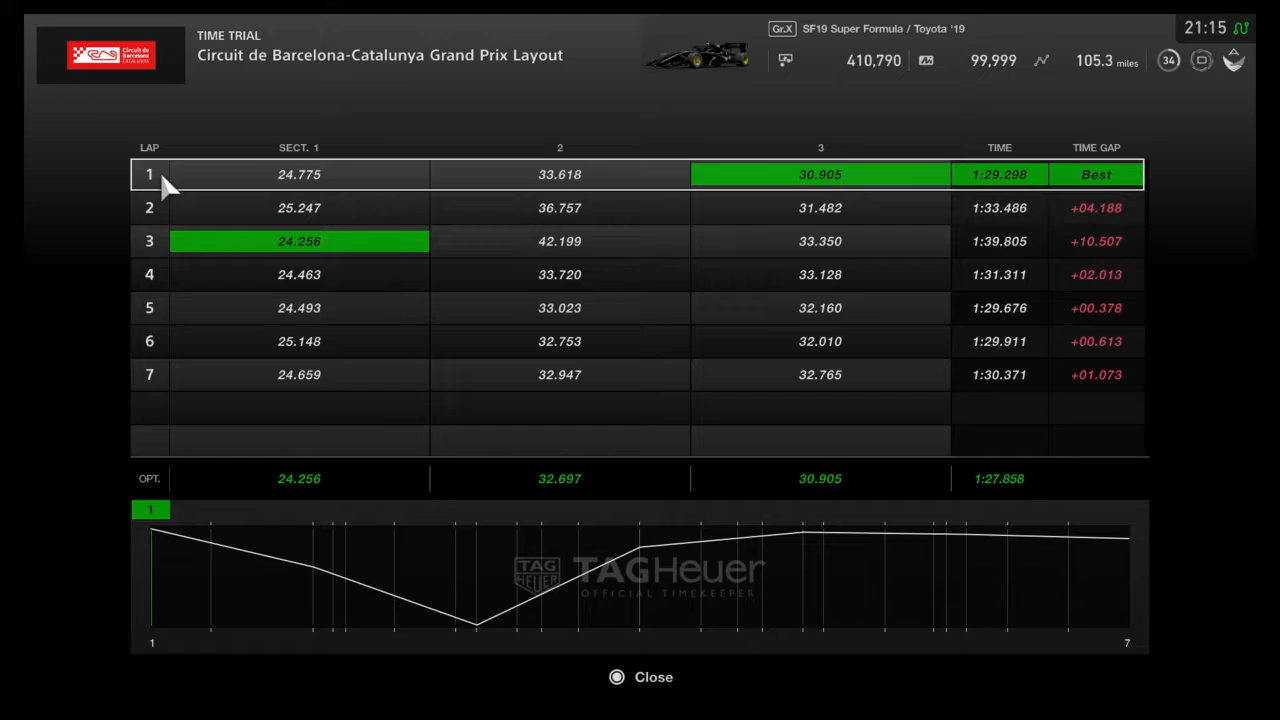 TIME TRIAL
Circuit de Barcelona-Catalunya Grand Prix Layout
Circuit de Barcelona CATALUNYA
Gr.X SF19 Super Formula / Toyota '19
410,790 99,999 105.3 miles 34
21:15
LAP SECT. 1 2 3 TIME TIME GAP
1 24.775 33.618 30.905 1:29.298 Best
2 25.247 36.757 31.482 1:33.486 +04.188
3 24.256 42.199 33.350 1:39.805 +10.507
4 24.463 33.720 33.128 1:31.311 +02.013
5 24.493 33.023 32.160 1:29.676 +00.378
6 25.148 32.753 32.010 1:29.911 +00.613
7 24.659 32.947 32.765 1:30.371 +01.073
OPT. 24.256 32.697 30.905 1:27.858
1
TAG HEUER TAGHeuer
OFFICIAL TIMEKEEPER
1 7
Close